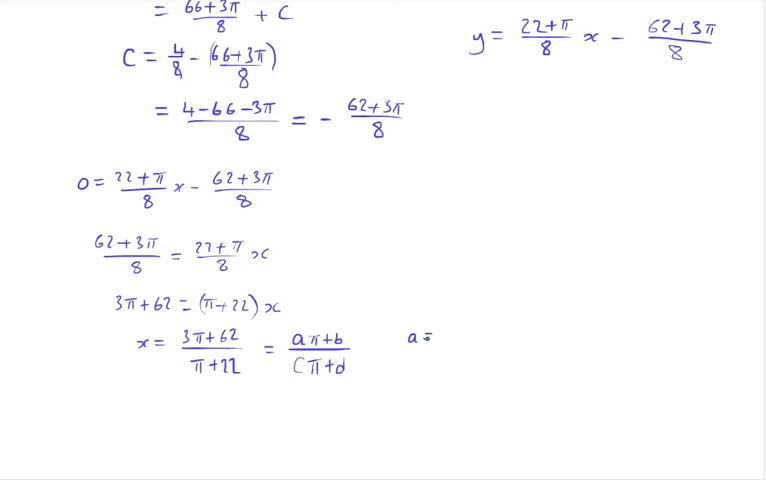 = (66+3π)/8 + C
C = 4/8 - ((66+3π)/8)
= (4-66-3π)/8 = - (62+3π)/8
y = (22+π)/8 x - (62+3π)/8
0 = (22+π)/8 x - (62+3π)/8
(62+3π)/8 = (22+π)/8 x
3π+62 = (π+22) x
x = (3π+62)/(π+22) = (aπ+b)/(cπ+d) a=